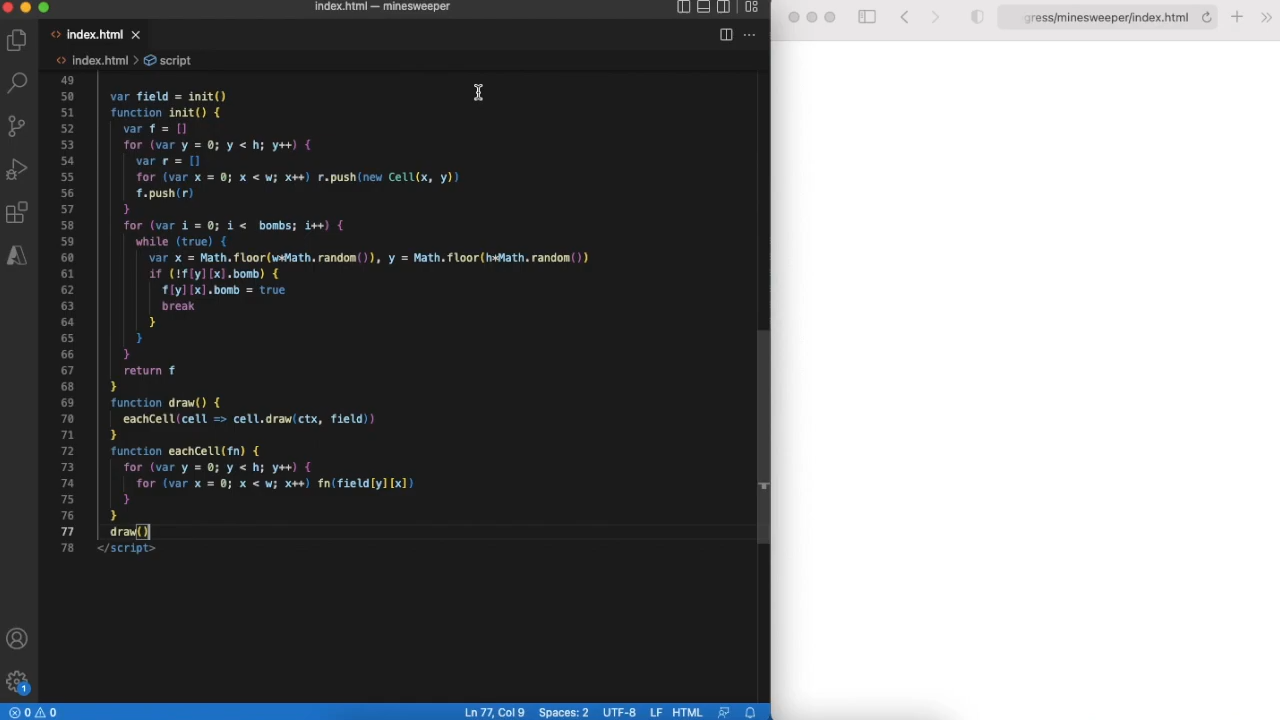 index.html — minesweeper
gress/minesweeper/index.html
<> index.html
<> index.html > script
49
50 var field = init()
51 function init() {
52 var f = []
53 for (var y = 0; y < h; y++) {
54 var r = []
55 for (var x = 0; x < w; x++) r.push(new Cell(x, y))
56 f.push(r)
57 }
58 for (var i = 0; i <  bombs; i++) {
59 while (true) {
60 var x = Math.floor(w*Math.random()), y = Math.floor(h*Math.random())
61 if (!f[y][x].bomb) {
62 f[y][x].bomb = true
63 break
64 }
65 }
66 }
67 return f
68 }
69 function draw() {
70 eachCell(cell => cell.draw(ctx, field))
71 }
72 function eachCell(fn) {
73 for (var y = 0; y < h; y++) {
74 for (var x = 0; x < w; x++) fn(field[y][x])
75 }
76 }
77 draw()
78 </script>
1
0 0 Ln 77, Col 9 Spaces: 2 UTF-8 LF HTML